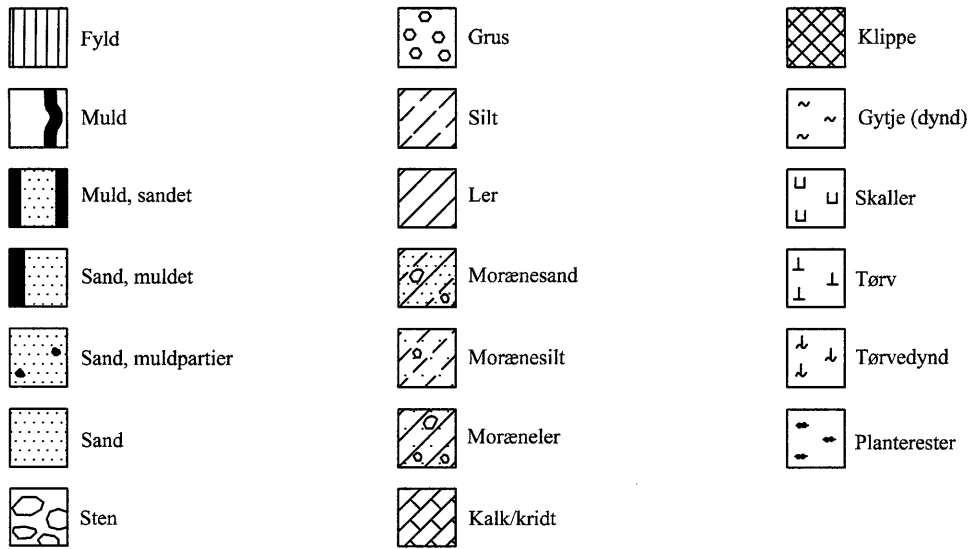 Fyld
Muld
Muld, sandet
Sand, muldet
Sand, muldpartier
Sand
Sten
Grus
Silt
Ler
Morænesand
Morænesilt
Moræneler
Kalk/kridt
Klippe
Gytje (dynd)
Skaller
Tørv
Tørvedynd
Planterester